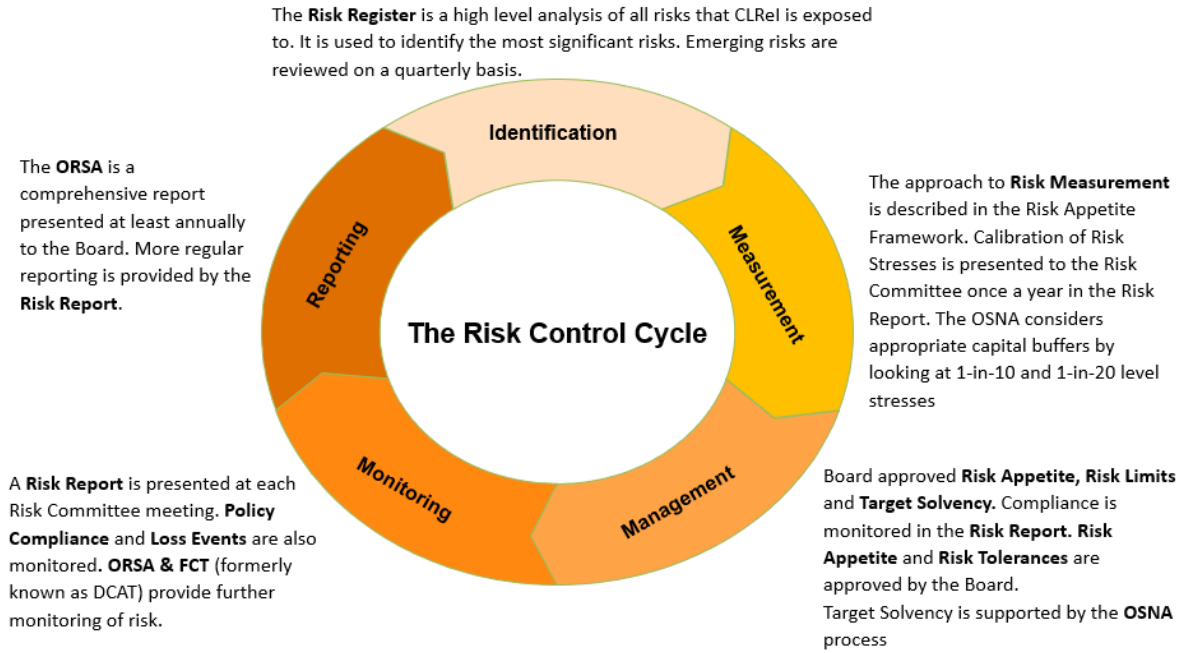 The Risk Register is a high level analysis of all risks that CLReI is exposed
to. It is used to identify the most significant risks. Emerging risks are
reviewed on a quarterly basis.
Identification
The ORSA is a
comprehensive report
presented at least annually
to the Board. More regular
reporting is provided by the
Risk Report.
Reporting
Measurement
The approach to Risk Measurement
is described in the Risk Appetite
Framework. Calibration of Risk
Stresses is presented to the Risk
Committee once a year in the Risk
Report. The OSNA considers
appropriate capital buffers by
looking at 1-in-10 and 1-in-20 level
stresses
The Risk Control Cycle
A Risk Report is presented at each
Risk Committee meeting. Policy
Compliance and Loss Events are also
monitored. ORSA & FCT (formerly
known as DCAT) provide further
monitoring of risk.
Monitoring
Management
Board approved Risk Appetite, Risk Limits
and Target Solvency. Compliance is
monitored in the Risk Report. Risk
Appetite and Risk Tolerances are
approved by the Board.
Target Solvency is supported by the OSNA
process